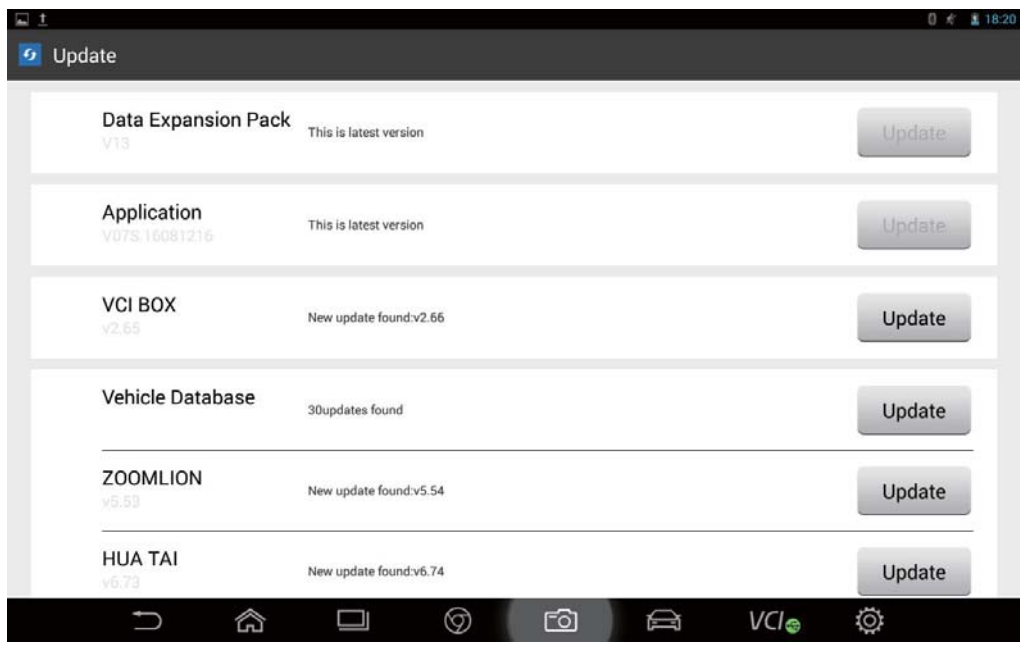 18:20
Update
Data Expansion Pack
V13
This is latest version
Update
Application
V07S.16081216
This is latest version
Update
VCI BOX
v2.65
New update found:v2.66
Update
Vehicle Database
30updates found
Update
ZOOMLION
v5.53
New update found:v5.54
Update
HUA TAI
v6.73
New update found:v6.74
Update
VCI